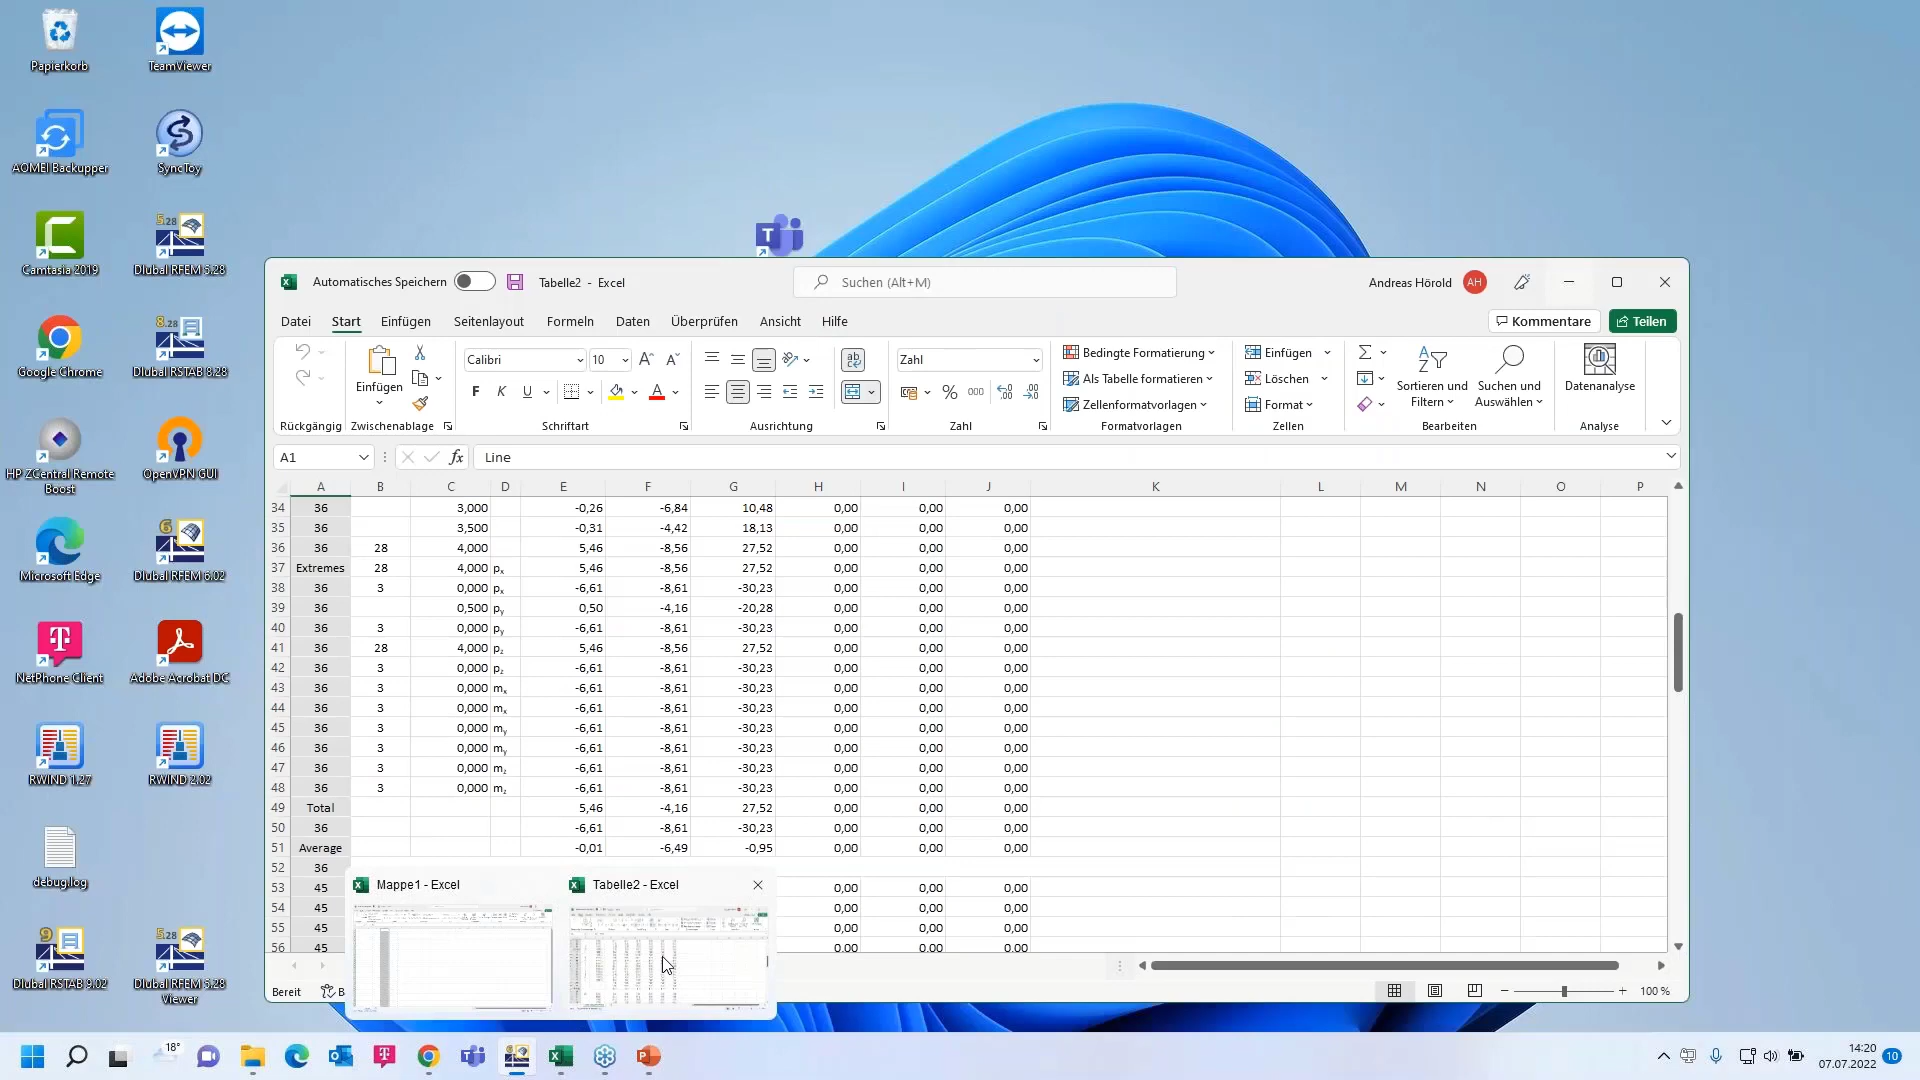 Papierkorb
TeamViewer
AOMEI Backupper
SyncToy
Camtasia 2019
Dlubal RFEM 5.28
Google Chrome
Dlubal RSTAB 8.28
HP ZCentral Remote Boost
OpenVPN GUI
Microsoft Edge
Dlubal RFEM 6.02
NetPhone Client
Adobe Acrobat DC
RWIND 1.27
RWIND 2.02
debug.log
Dlubal RSTAB 9.02
Dlubal RFEM 5.28 Viewer
Automatisches Speichern
Tabelle2 - Excel
Suchen (Alt+M)
Andreas Hörold AH
Datei Start Einfügen Seitenlayout Formeln Daten Überprüfen Ansicht Hilfe
Kommentare Teilen
Einfügen
Calibri 10
F K U
ab
Zahl
% 000
Bedingte Formatierung
Als Tabelle formatieren
Zellenformatvorlagen
Einfügen
Löschen
Format
Sortieren und Filtern
Suchen und Auswählen
Datenanalyse
Rückgängig Zwischenablage Schriftart Ausrichtung Zahl Formatvorlagen Zellen Bearbeiten Analyse
A1 fx Line
A B C D E F G H I J K L M N O P
34 36 3,000 -0,26 -6,84 10,48 0,00 0,00 0,00
35 36 3,500 -0,31 -4,42 18,13 0,00 0,00 0,00
36 36 28 4,000 5,46 -8,56 27,52 0,00 0,00 0,00
37 Extremes 28 4,000 px 5,46 -8,56 27,52 0,00 0,00 0,00
38 36 3 0,000 px -6,61 -8,61 -30,23 0,00 0,00 0,00
39 36 0,500 py 0,50 -4,16 -20,28 0,00 0,00 0,00
40 36 3 0,000 py -6,61 -8,61 -30,23 0,00 0,00 0,00
41 36 28 4,000 pz 5,46 -8,56 27,52 0,00 0,00 0,00
42 36 3 0,000 pz -6,61 -8,61 -30,23 0,00 0,00 0,00
43 36 3 0,000 mx -6,61 -8,61 -30,23 0,00 0,00 0,00
44 36 3 0,000 mx -6,61 -8,61 -30,23 0,00 0,00 0,00
45 36 3 0,000 my -6,61 -8,61 -30,23 0,00 0,00 0,00
46 36 3 0,000 my -6,61 -8,61 -30,23 0,00 0,00 0,00
47 36 3 0,000 mz -6,61 -8,61 -30,23 0,00 0,00 0,00
48 36 3 0,000 mz -6,61 -8,61 -30,23 0,00 0,00 0,00
49 Total 5,46 -4,16 27,52 0,00 0,00 0,00
50 36 -6,61 -8,61 -30,23 0,00 0,00 0,00
51 Average -0,01 -6,49 -0,95 0,00 0,00 0,00
52 36
53 45 0,00 0,00 0,00
54 45 0,00 0,00 0,00
55 45 0,00 0,00 0,00
56 45 0,00 0,00 0,00
Mappe1 - Excel
Tabelle2 - Excel
Bereit B
100 %
18°
14:20
07.07.2022
10